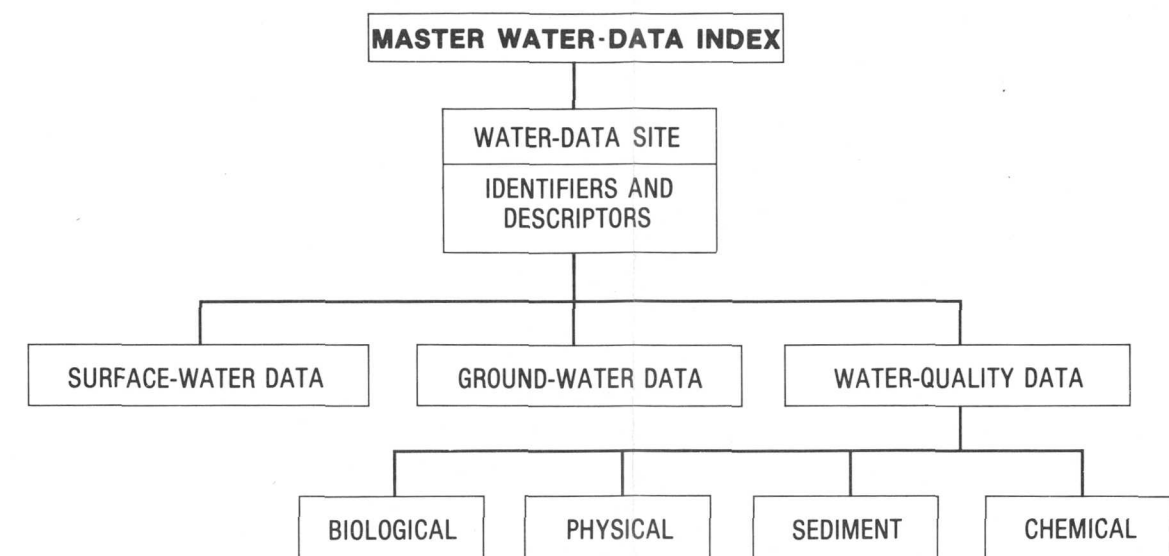 MASTER WATER-DATA INDEX
WATER-DATA SITE
IDENTIFIERS AND
DESCRIPTORS
SURFACE-WATER DATA
GROUND-WATER DATA
WATER-QUALITY DATA
BIOLOGICAL
PHYSICAL
SEDIMENT
CHEMICAL